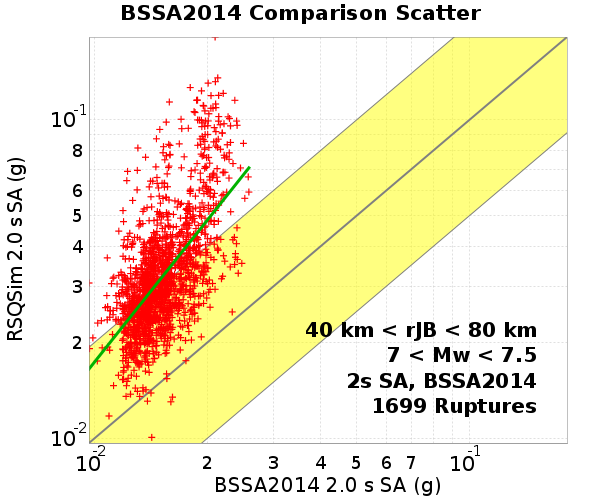 BSSA2014 Comparison Scatter
RSQSim 2.0 s SA (g)
10-1
8
6
5
4
3
2
10-2
40 km < rJB < 80 km
7 < Mw < 7.5
2s SA, BSSA2014
1699 Ruptures
10-2 2 3 4 5 6 7 10-1
BSSA2014 2.0 s SA (g)